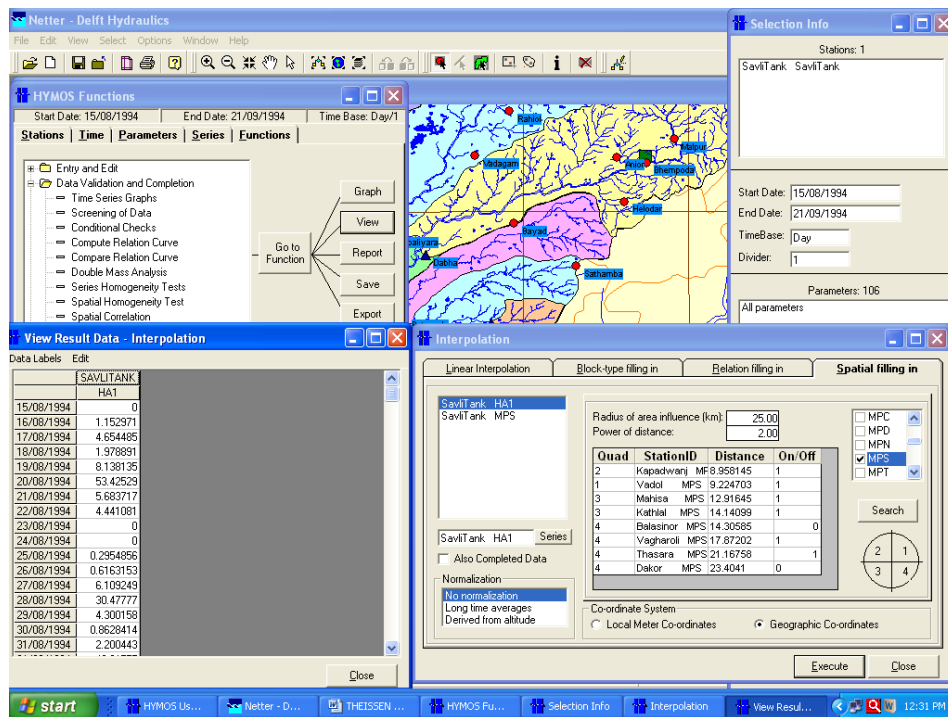 Netter - Delft Hydraulics
File Edit View Select Options Window Help
HYMOS Functions
Start Date: 15/08/1994 End Date: 21/09/1994 Time Base: Day/1
Stations Time Parameters Series Functions
Entry and Edit
Data Validation and Completion
Time Series Graphs
Screening of Data
Conditional Checks
Compute Relation Curve
Compare Relation Curve
Double Mass Analysis
Series Homogeneity Tests
Spatial Homogeneity Test
Spatial Correlation
Go to Function
Graph
View
Report
Save
Export
Rahiol
Vadagam
Malpur
Anior
Bhempoda
Helodar
Bayad
Dabha
Sathamba
Selection Info
Stations: 1
SavliTank SavliTank
Start Date: 15/08/1994
End Date: 21/09/1994
TimeBase: Day
Divider: 1
Parameters: 106
All parameters
View Result Data - Interpolation
Data Labels Edit
SAVLITANK
HA1
15/08/1994 0
16/08/1994 1.152971
17/08/1994 4.654485
18/08/1994 1.978891
19/08/1994 8.138135
20/08/1994 53.42529
21/08/1994 5.683717
22/08/1994 4.441081
23/08/1994 0
24/08/1994 0
25/08/1994 0.2954856
26/08/1994 0.6163153
27/08/1994 6.109249
28/08/1994 30.47777
29/08/1994 4.300158
30/08/1994 0.8628414
31/08/1994 2.200443
Close
Interpolation
Linear Interpolation Block-type filling in Relation filling in Spatial filling in
SavliTank HA1
SavliTank MPS
SavliTank HA1 Series
Also Completed Data
Normalization
No normalization
Long time averages
Derived from altitude
Radius of area influence (km): 25.00
Power of distance: 2.00
Quad StationID Distance On/Off
2 Kapadwanj MP 8.958145 1
1 Vadol MPS 9.224703 1
3 Mahisa MPS 12.91645 1
3 Kathlal MPS 14.14099 1
4 Balasinor MPS 14.30585 0
4 Vagharoli MPS 17.87202 1
4 Thasara MPS 21.16758 1
4 Dakor MPS 23.4041 0
MPC
MPD
MPN
MPS
MPT
Search
2 1
3 4
Co-ordinate System
Local Meter Co-ordinates Geographic Co-ordinates
Execute Close
start HYMOS Us... Netter - D... THEISSEN ... HYMOS Fu... Selection Info Interpolation View Resul... 12:31 PM